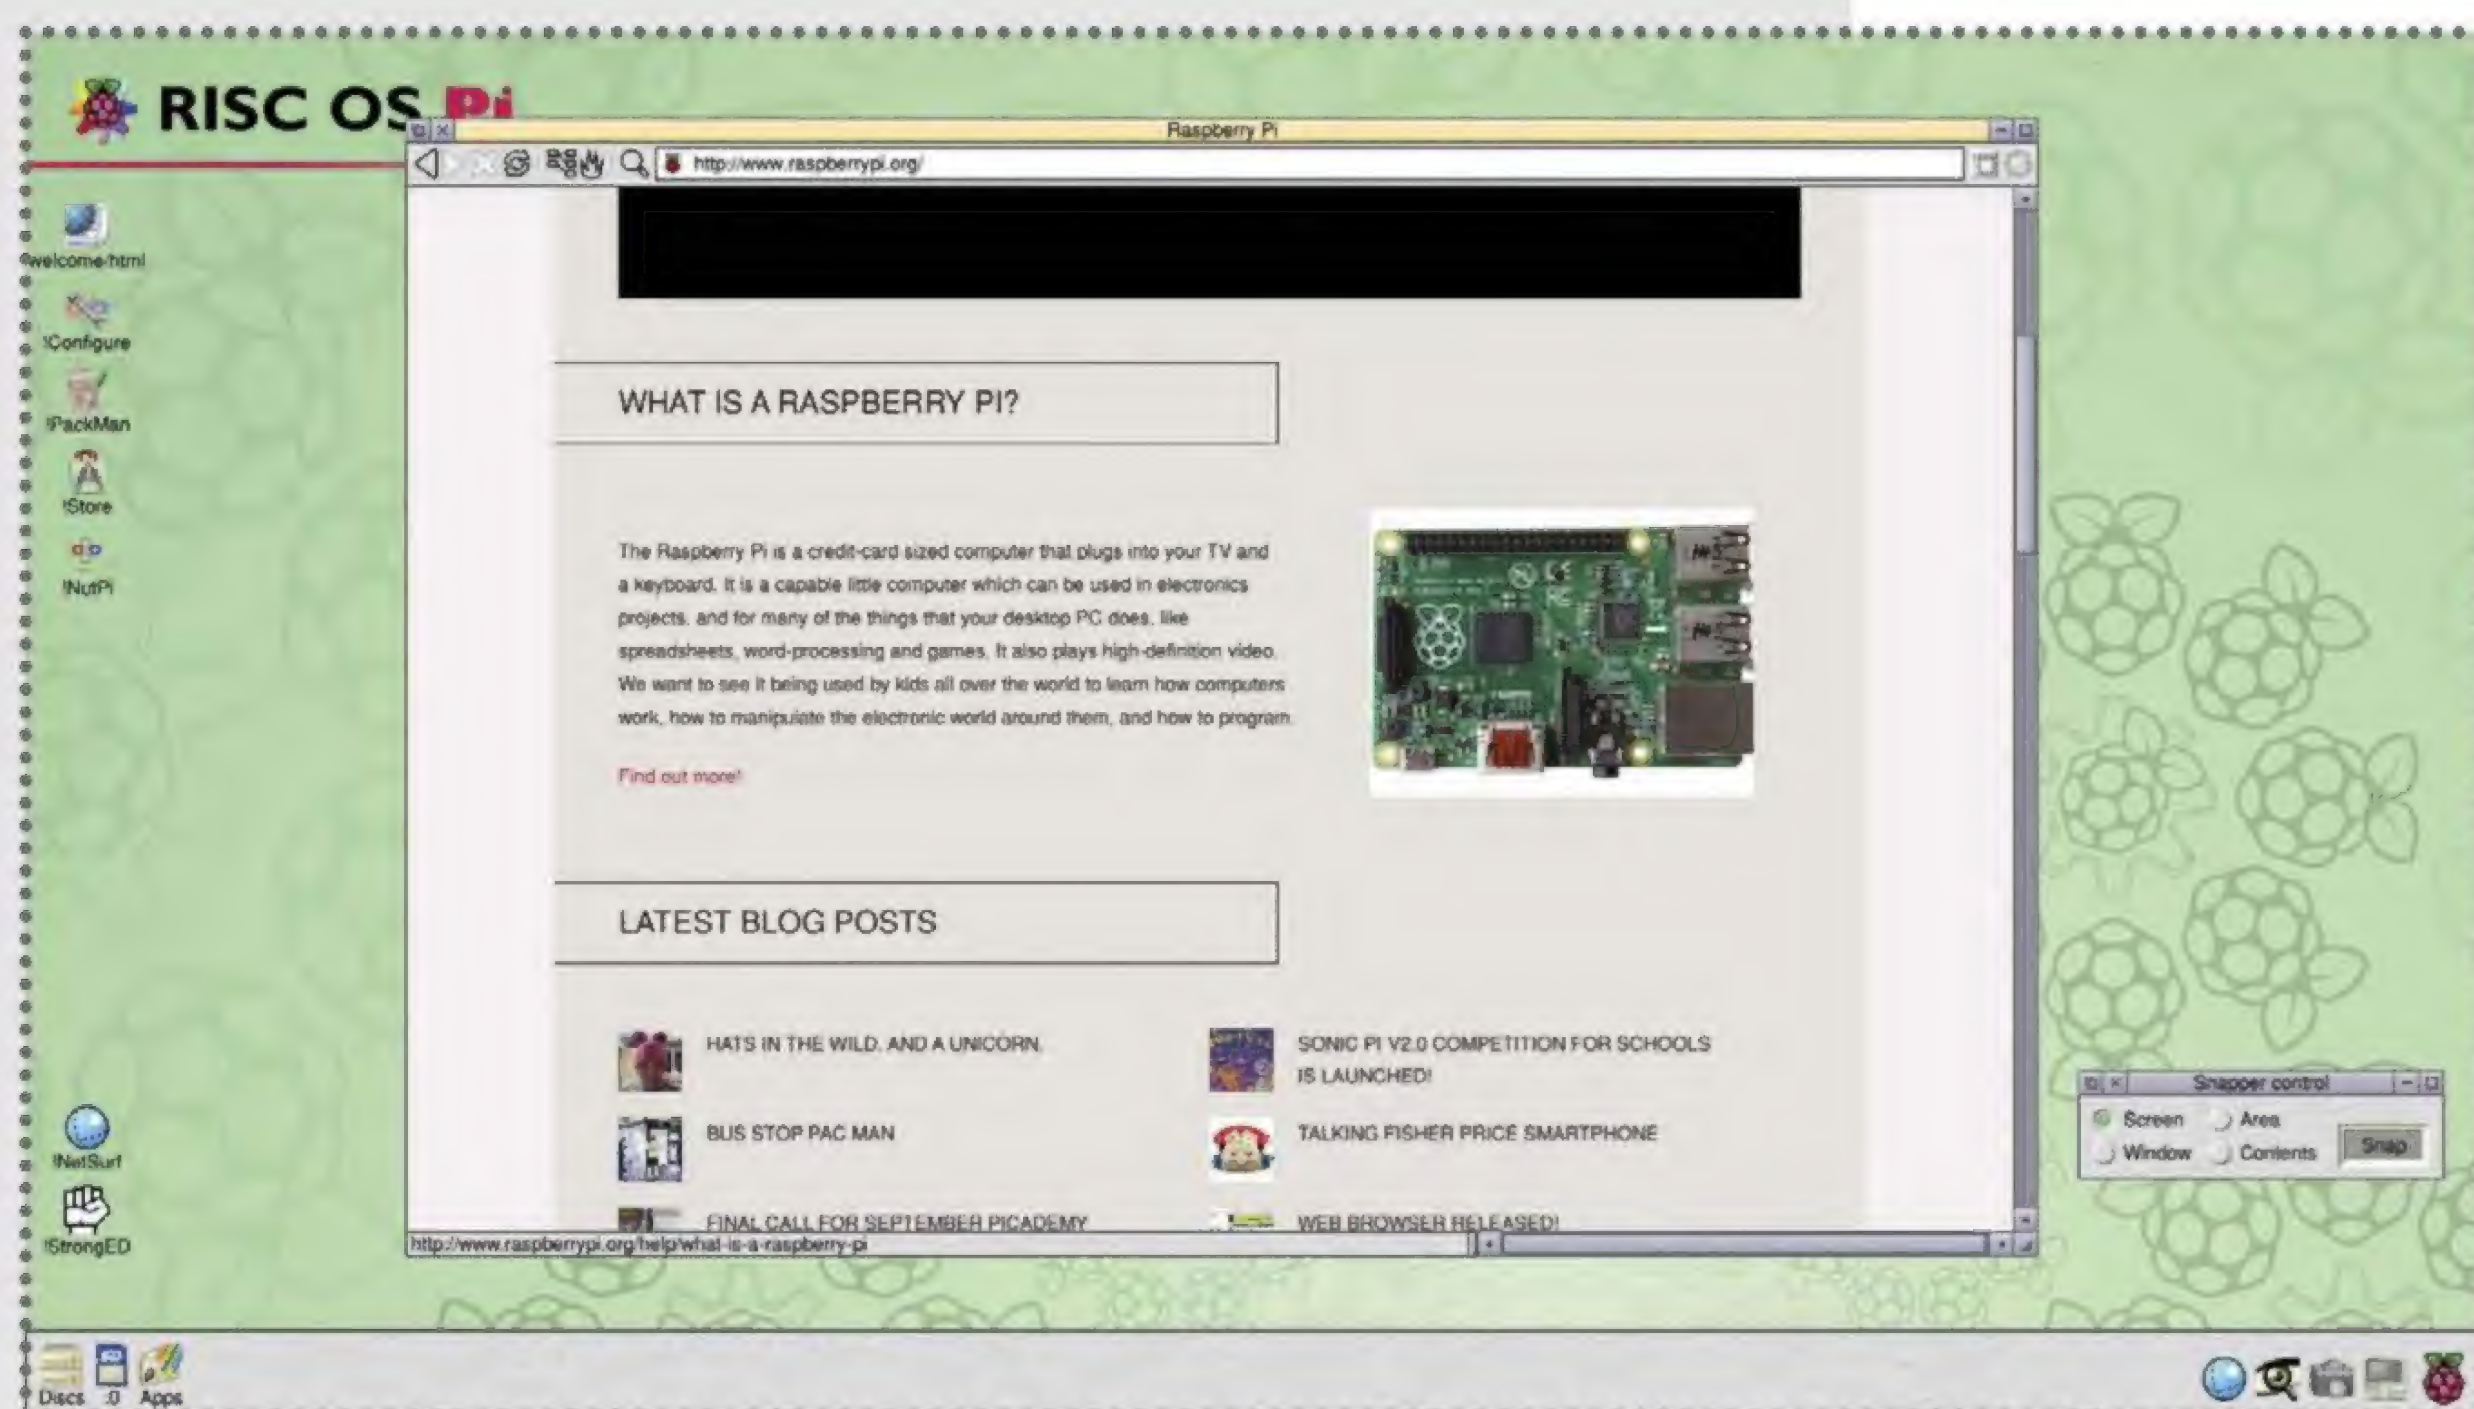 RISC OS Pi
Raspberry Pi
http://www.raspberrypi.org/
welcome/html
!Configure
!PackMan
!Store
!NutPi
!NetSurf
!StrongED
WHAT IS A RASPBERRY PI?
The Raspberry Pi is a credit-card sized computer that plugs into your TV and
a keyboard. It is a capable little computer which can be used in electronics
projects, and for many of the things that your desktop PC does, like
spreadsheets, word-processing and games. It also plays high-definition video.
We want to see it being used by kids all over the world to learn how computers
work, how to manipulate the electronic world around them, and how to program.
Find out more!
LATEST BLOG POSTS
HATS IN THE WILD. AND A UNICORN.
SONIC PI V2.0 COMPETITION FOR SCHOOLS
IS LAUNCHED!
BUS STOP PAC MAN
TALKING FISHER PRICE SMARTPHONE
FINAL CALL FOR SEPTEMBER PICADEMY
WEB BROWSER RELEASED!
http://www.raspberrypi.org/help/what-is-a-raspberry-pi
Snapper control
Screen Area
Window Contents
Snap
Discs :0 Apps